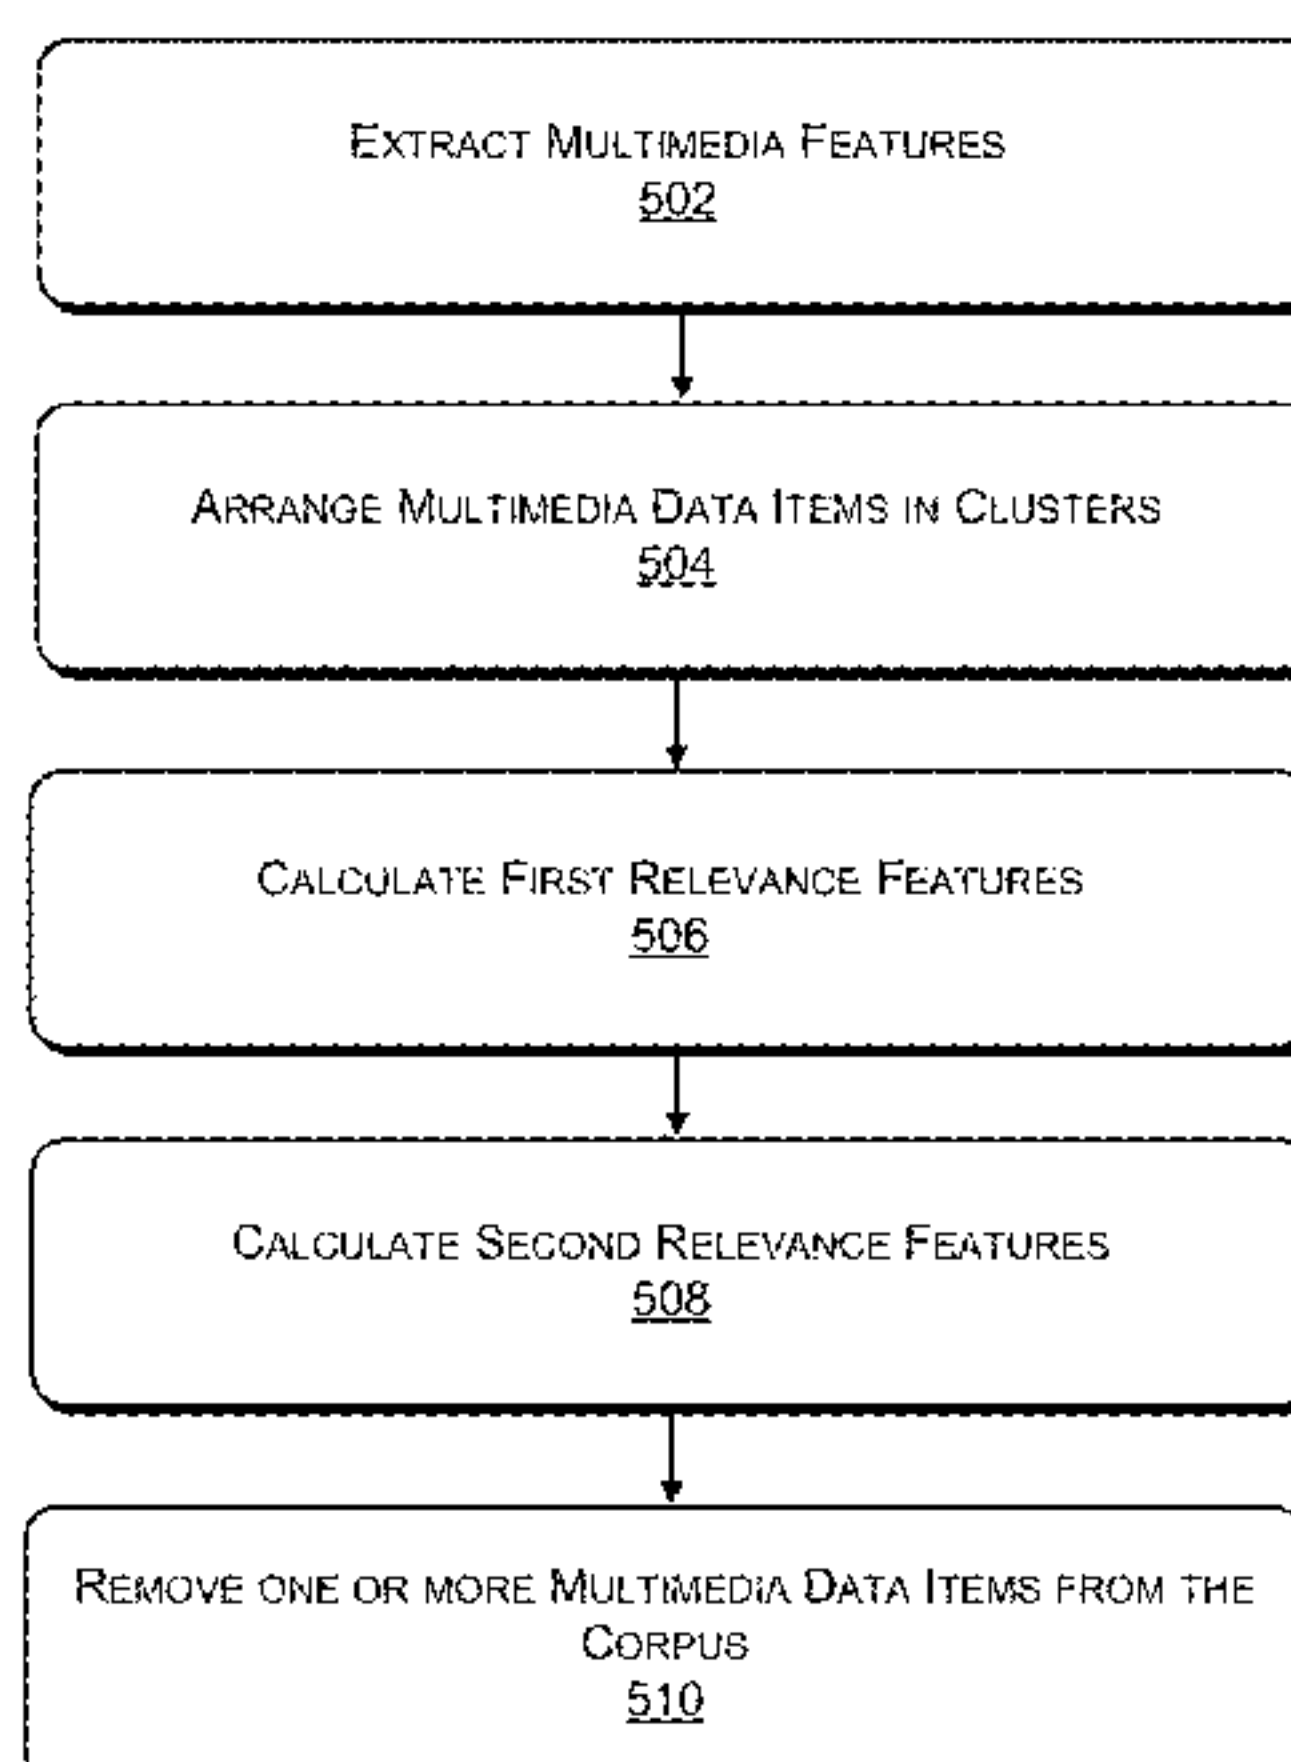 EXTRACT MULTIMEDIA FEATURES
502
ARRANGE MULTIMEDIA DATA ITEMS IN CLUSTERS
504
CALCULATE FIRST RELEVANCE FEATURES
506
CALCULATE SECOND RELEVANCE FEATURES
508
REMOVE ONE OR MORE MULTIMEDIA DATA ITEMS FROM THE
CORPUS
510